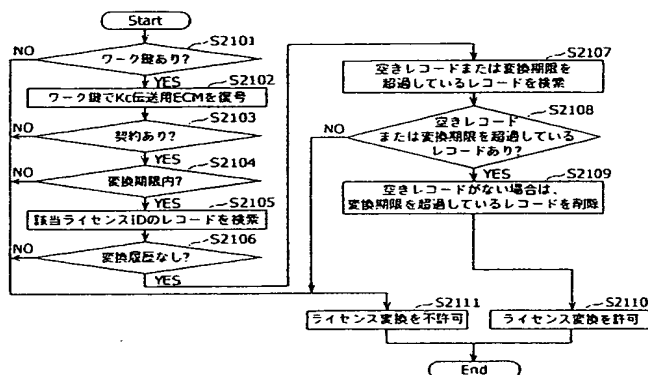 Start
S2101
NO
ワーク鍵あり?
YES
S2102
ワーク鍵でKc伝送用ECMを復号
S2103
契約あり?
YES
S2104
NO
変換期限内?
YES
S2105
該当ライセンスiDのレコードを検索
S2106
NO
変換履歴なし?
YES
S2107
空きレコードまたは変換期限を
超過しているレコードを検索
S2108
NO
空きレコード
または変換期限を超過している
レコードあり?
YES
S2109
空きレコードがない場合は、
変換期限を超過しているレコードを削除
S2111
ライセンス変換を不許可
S2110
ライセンス変換を許可
End